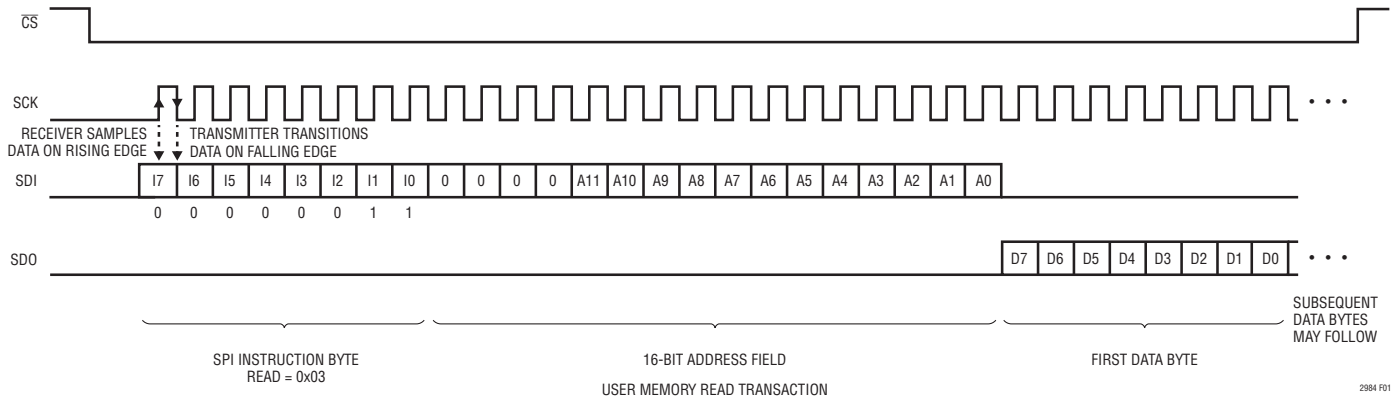 CS
SCK
RECEIVER SAMPLES
DATA ON RISING EDGE
TRANSMITTER TRANSITIONS
DATA ON FALLING EDGE
SDI I7 I6 I5 I4 I3 I2 I1 I0 0 0 0 0 A11 A10 A9 A8 A7 A6 A5 A4 A3 A2 A1 A0
0 0 0 0 0 0 1 1
SDO D7 D6 D5 D4 D3 D2 D1 D0
SPI INSTRUCTION BYTE
READ = 0x03
16-BIT ADDRESS FIELD
FIRST DATA BYTE
SUBSEQUENT
DATA BYTES
MAY FOLLOW
USER MEMORY READ TRANSACTION
2984 F01